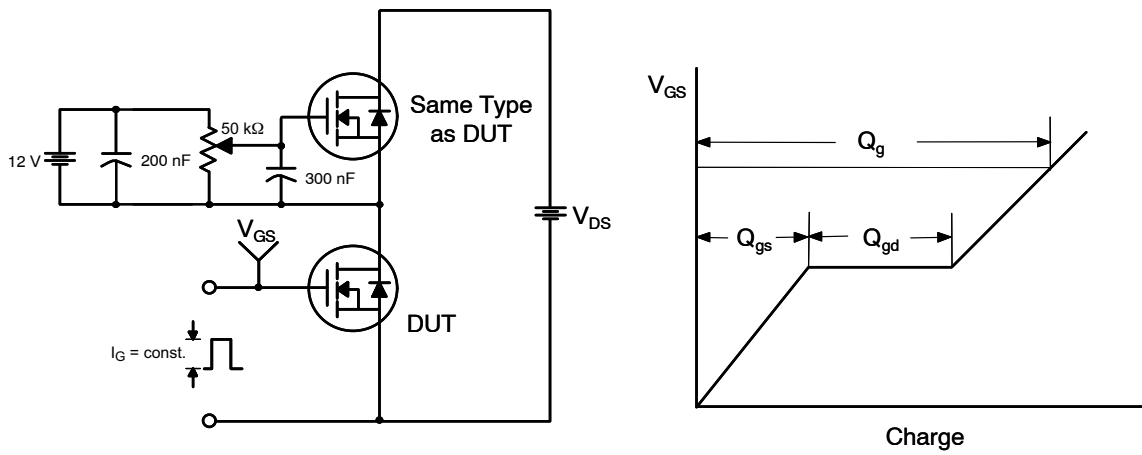 Same Type
as DUT
50 kΩ
12 V
200 nF
300 nF
V_GS
V_DS
DUT
I_G = const.
V_GS
Q_g
Q_gs
Q_gd
Charge